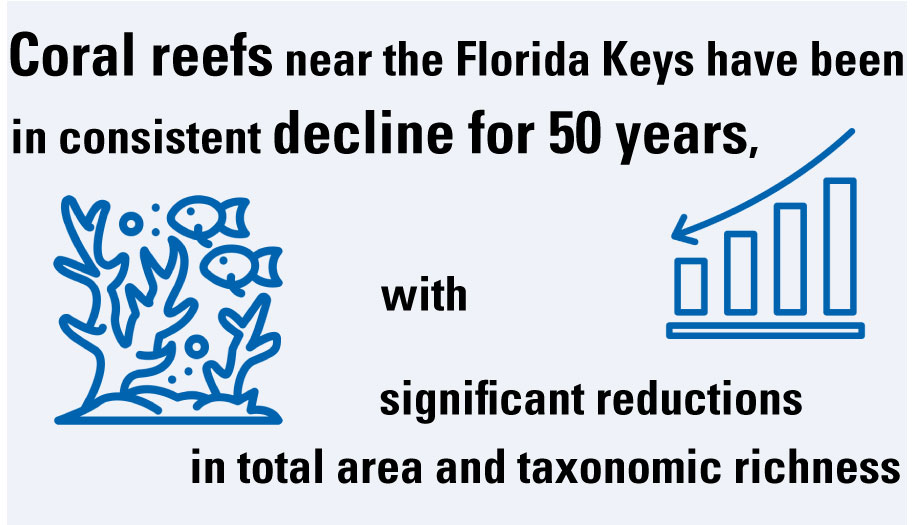 Coral reefs near the Florida Keys have been
in consistent decline for 50 years,
with
significant reductions
in total area and taxonomic richness